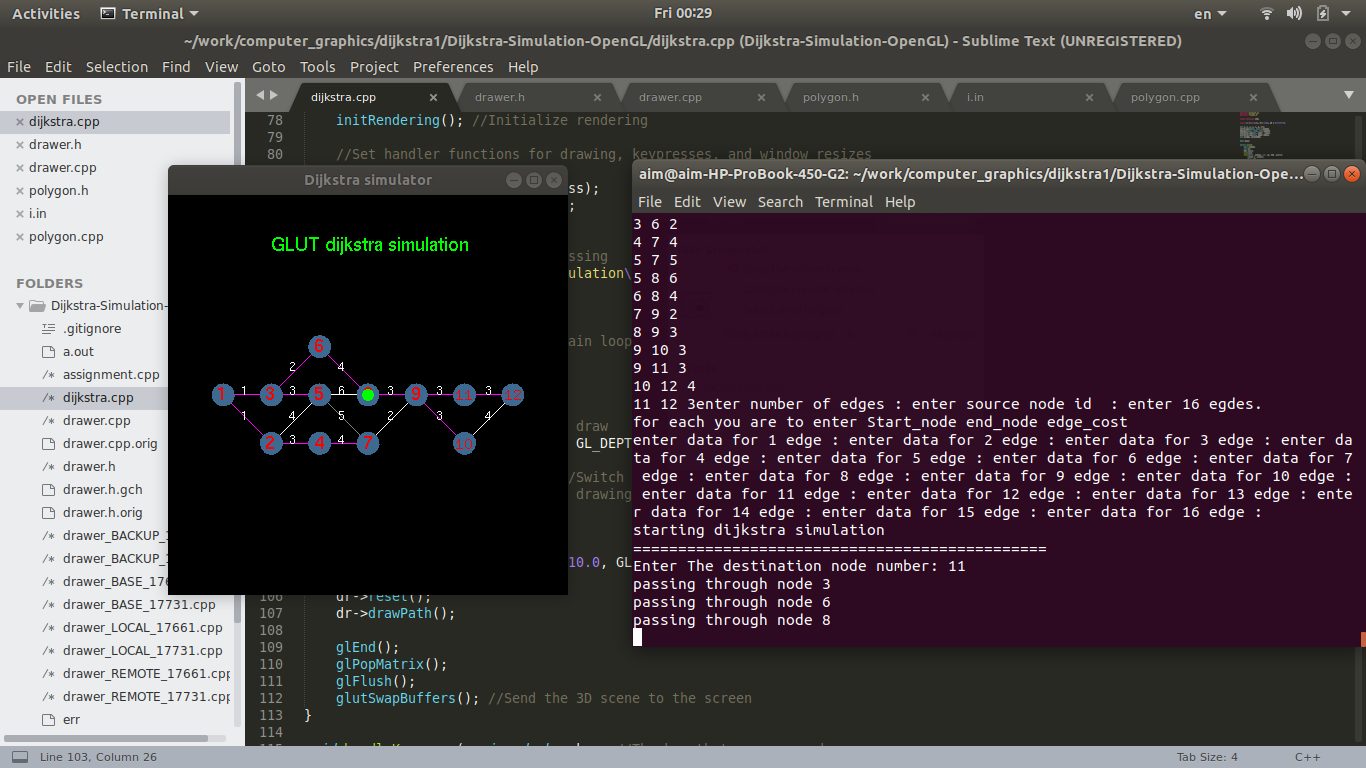 Activities Terminal Fri 00:29 en
~/work/computer_graphics/dijkstra1/Dijkstra-Simulation-OpenGL/dijkstra.cpp (Dijkstra-Simulation-OpenGL) - Sublime Text (UNREGISTERED)
File Edit Selection Find View Goto Tools Project Preferences Help
OPEN FILES
dijkstra.cpp
drawer.h
drawer.cpp
polygon.h
i.in
polygon.cpp
FOLDERS
Dijkstra-Simulation-
.gitignore
a.out
assignment.cpp
dijkstra.cpp
drawer.cpp
drawer.cpp.orig
drawer.h
drawer.h.gch
drawer.h.orig
drawer_BACKUP_1
drawer_BACKUP_1
drawer_BASE_176
drawer_BASE_17731.cpp
drawer_LOCAL_17661.cpp
drawer_LOCAL_17731.cpp
drawer_REMOTE_17661.cpp
drawer_REMOTE_17731.cpp
err
dijkstra.cpp drawer.h drawer.cpp polygon.h i.in polygon.cpp
78 initRendering(); //Initialize rendering
79
80 //Set handler functions for drawing, keypresses, and window resizes
ss);
;
ssing
ulation\
ain loop
draw
GL_DEPT
/Switch
drawing
10.0, GL
106 dr->reset();
107 dr->drawPath();
108
109 glEnd();
110 glPopMatrix();
111 glFlush();
112 glutSwapBuffers(); //Send the 3D scene to the screen
113 }
114
Dijkstra simulator
GLUT dijkstra simulation
6
2 4
1 1 3 3 5 6 3 9 3 11 3 12
1 4 5 2 4
2 3 4 4 7 10
aim@aim-HP-ProBook-450-G2: ~/work/computer_graphics/dijkstra1/Dijkstra-Simulation-Ope...
File Edit View Search Terminal Help
3 6 2
4 7 4
5 7 5
5 8 6
6 8 4
7 9 2
8 9 3
9 10 3
9 11 3
10 12 4
11 12 3enter number of edges : enter source node id  : enter 16 egdes.
for each you are to enter Start_node end_node edge_cost
enter data for 1 edge : enter data for 2 edge : enter data for 3 edge : enter da
ta for 4 edge : enter data for 5 edge : enter data for 6 edge : enter data for 7
edge : enter data for 8 edge : enter data for 9 edge : enter data for 10 edge :
enter data for 11 edge : enter data for 12 edge : enter data for 13 edge : ente
r data for 14 edge : enter data for 15 edge : enter data for 16 edge :
starting dijkstra simulation
==============================================
Enter The destination node number: 11
passing through node 3
passing through node 6
passing through node 8
Line 103, Column 26 Tab Size: 4 C++